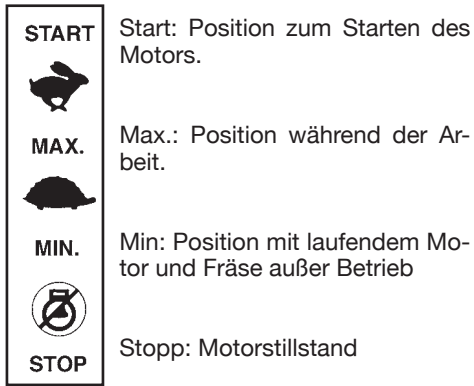 START
Start: Position zum Starten des
Motors.
MAX.
Max.: Position während der Ar-
beit.
MIN.
Min: Position mit laufendem Mo-
tor und Fräse außer Betrieb
STOP
Stopp: Motorstillstand